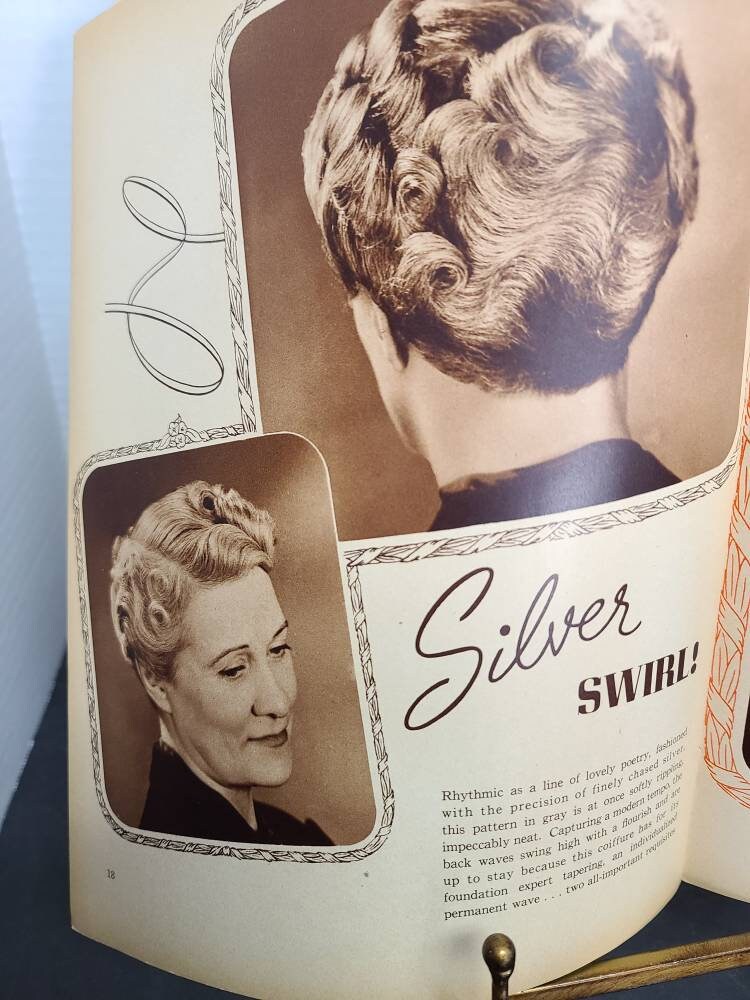 Silver
SWIRL!
Rhythmic as a line of lovely poetry, fashioned
with the precision of finely chased silver,
this pattern in gray is at once softly rippling,
impeccably neat. Capturing a modern tempo, the
back waves swing high with a flourish and are
up to stay because this coiffure has for its
foundation expert tapering, an individualized
permanent wave . . . two all-important requisites
18